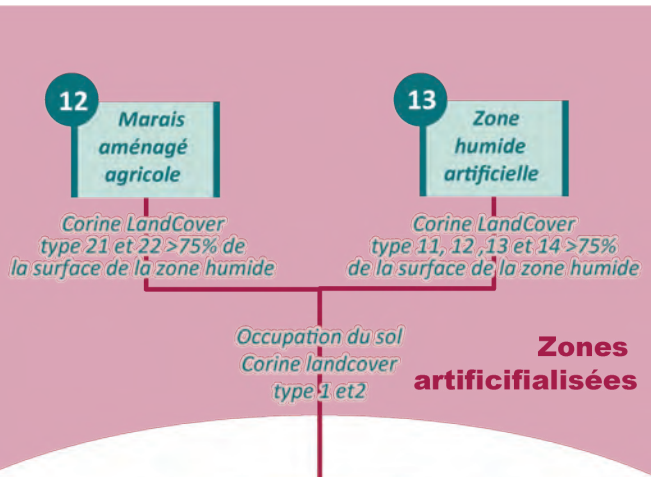 12
Marais
aménagé
agricole
13
Zone
humide
artificielle
Corine LandCover
type 21 et 22 >75% de
la surface de la zone humide
Corine LandCover
type 11, 12 ,13 et 14 >75%
de la surface de la zone humide
Occupation du sol
Corine landcover
type 1 et2
Zones
artificifialisées